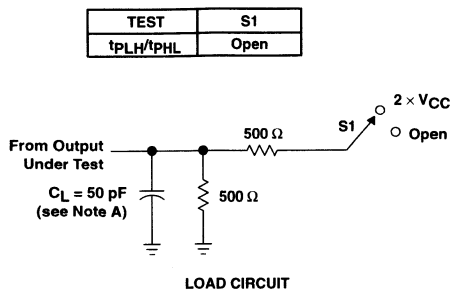 TEST S1
tPLH/tPHL Open
2 × VCC
S1
Open
500 Ω
From Output
Under Test
CL = 50 pF
(see Note A)
500 Ω
LOAD CIRCUIT